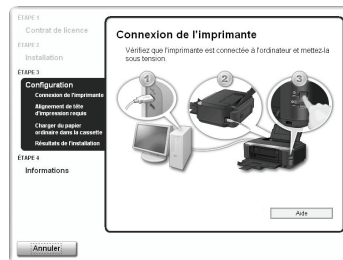 ÉTAPE 1
Contrat de licence
ÉTAPE 2
Installation
ÉTAPE 3
Configuration
Connexion de l'imprimante
Alignement de tête
d'impression requis
Charger du papier
ordinaire dans la cassette
Résultats de l'installation
ÉTAPE 4
Informations
Annuler
Connexion de l'imprimante
Vérifiez que l'imprimante est connectée à l'ordinateur et mettez-la
sous tension.
1
2
3
Aide